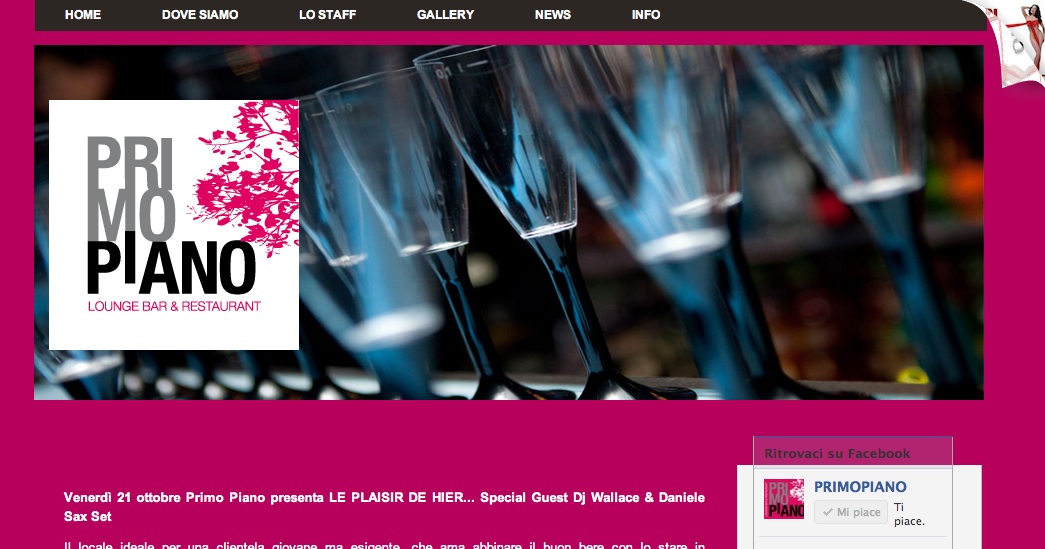 HOME DOVE SIAMO LO STAFF GALLERY NEWS INFO
PRI
MO
PIANO
LOUNGE BAR & RESTAURANT
Ritrovaci su Facebook
PRI
MO
PIANO
PRIMOPIANO
Mi piace
Ti
piace.
Venerdì 21 ottobre Primo Piano presenta LE PLAISIR DE HIER... Special Guest Dj Wallace & Daniele
Sax Set
Il locale ideale per una clientela giovane ma esigente, che ama abbinare il buon bere con lo stare in